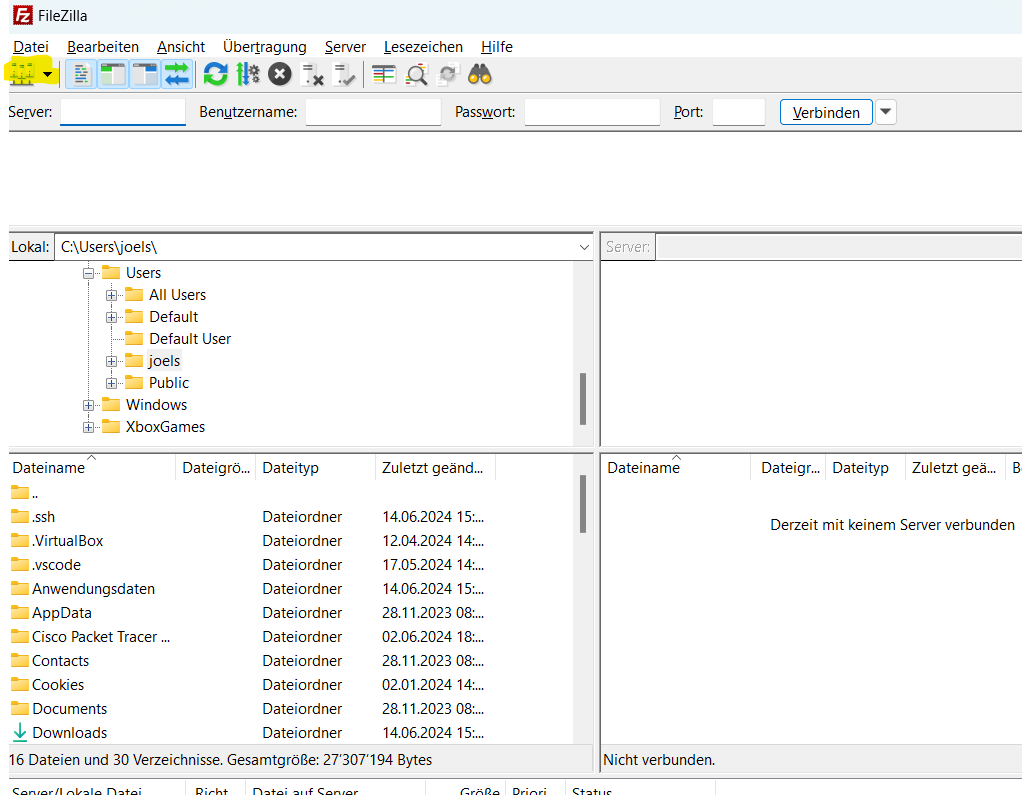 FileZilla
Datei Bearbeiten Ansicht Übertragung Server Lesezeichen Hilfe
Server: Benutzername: Passwort: Port: Verbinden
Lokal: C:\Users\joels\ Server:
Users
All Users
Default
Default User
joels
Public
Windows
XboxGames
Dateiname Dateigrö... Dateityp Zuletzt geänd... Dateiname Dateigr... Dateityp Zuletzt geä...
..
.ssh Dateiordner 14.06.2024 15:...
Derzeit mit keinem Server verbunden
.VirtualBox Dateiordner 12.04.2024 14:...
.vscode Dateiordner 17.05.2024 14:...
Anwendungsdaten Dateiordner 14.06.2024 15:...
AppData Dateiordner 28.11.2023 08:...
Cisco Packet Tracer ... Dateiordner 02.06.2024 18:...
Contacts Dateiordner 28.11.2023 08:...
Cookies Dateiordner 02.01.2024 14:...
Documents Dateiordner 28.11.2023 08:...
Downloads Dateiordner 14.06.2024 15:...
16 Dateien und 30 Verzeichnisse. Gesamtgröße: 27'307'194 Bytes Nicht verbunden.
Server/Lokale Datei Richt Datei auf Server Größe Priori Status